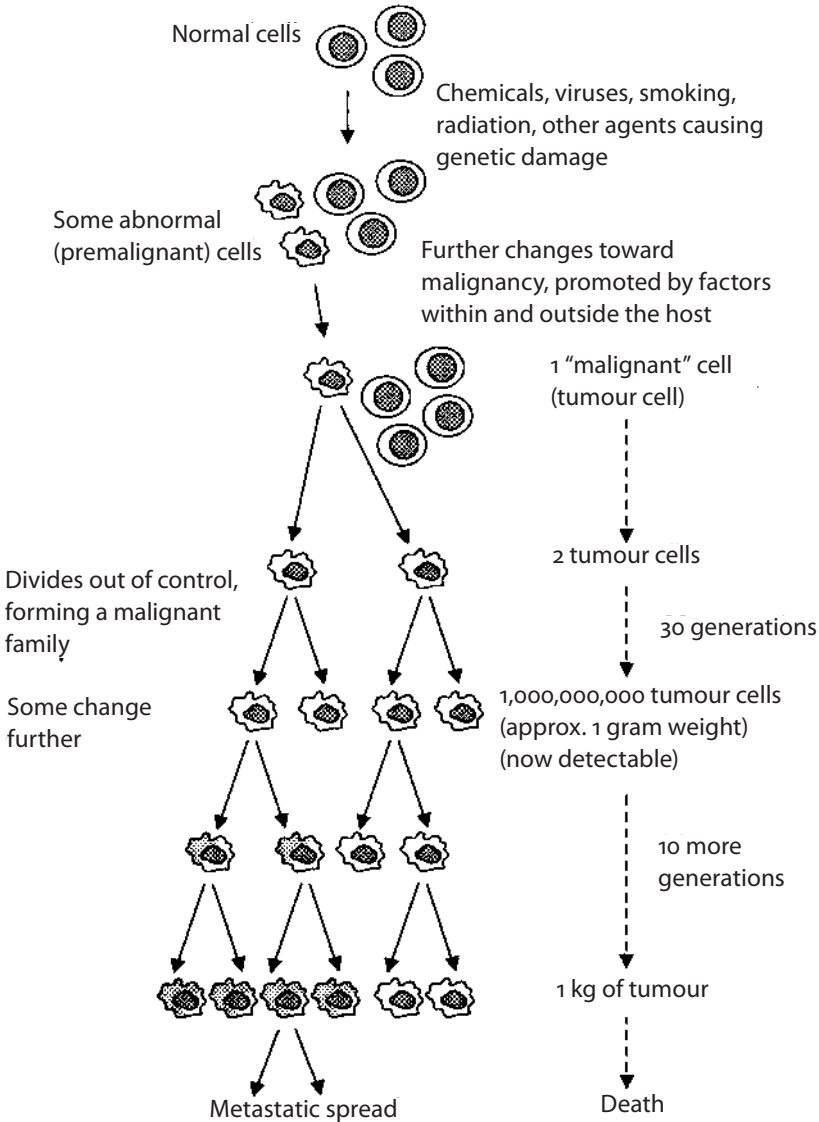 Normal cells
Chemicals, viruses, smoking,
radiation, other agents causing
genetic damage
Some abnormal
(premalignant) cells
Further changes toward
malignancy, promoted by factors
within and outside the host
1 “malignant” cell
(tumour cell)
2 tumour cells
Divides out of control,
forming a malignant
family
30 generations
Some change
further
1,000,000,000 tumour cells
(approx. 1 gram weight)
(now detectable)
10 more
generations
1 kg of tumour
Metastatic spread
Death